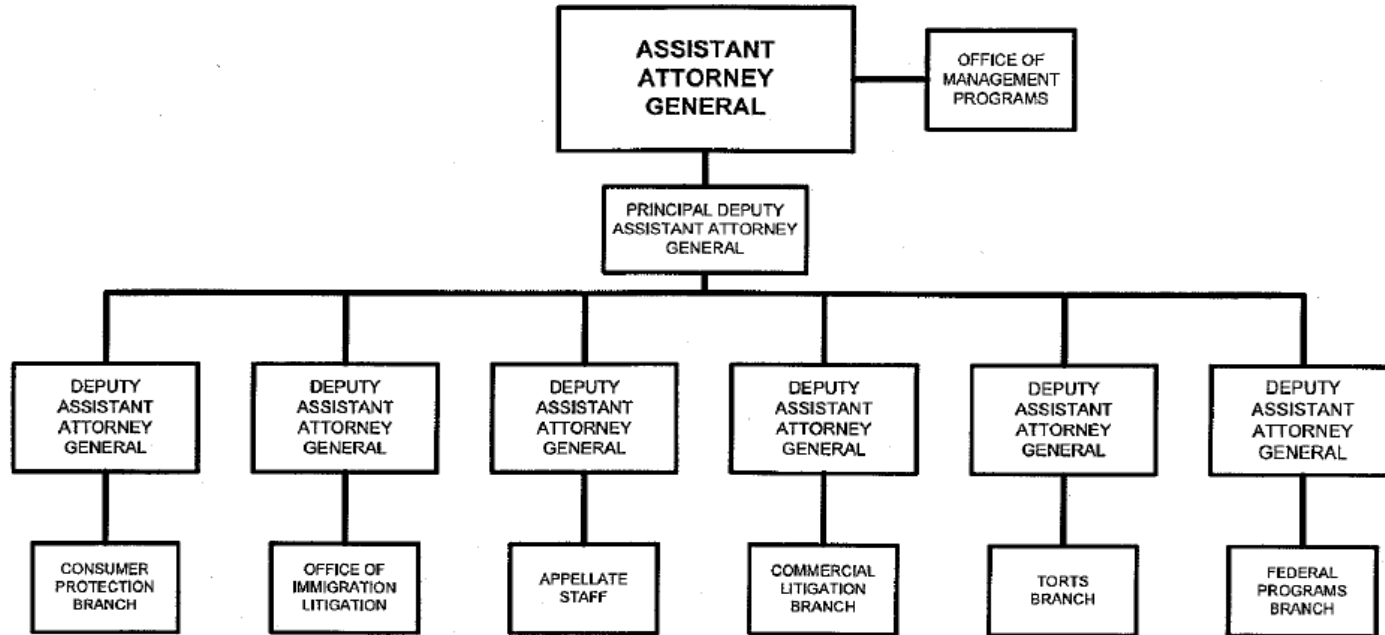 ASSISTANT
ATTORNEY
GENERAL
OFFICE OF
MANAGEMENT
PROGRAMS
PRINCIPAL DEPUTY
ASSISTANT ATTORNEY
GENERAL
DEPUTY
ASSISTANT
ATTORNEY
GENERAL
DEPUTY
ASSISTANT
ATTORNEY
GENERAL
DEPUTY
ASSISTANT
ATTORNEY
GENERAL
DEPUTY
ASSISTANT
ATTORNEY
GENERAL
DEPUTY
ASSISTANT
ATTORNEY
GENERAL
DEPUTY
ASSISTANT
ATTORNEY
GENERAL
CONSUMER
PROTECTION
BRANCH
OFFICE OF
IMMIGRATION
LITIGATION
APPELLATE
STAFF
COMMERCIAL
LITIGATION
BRANCH
TORTS
BRANCH
FEDERAL
PROGRAMS
BRANCH